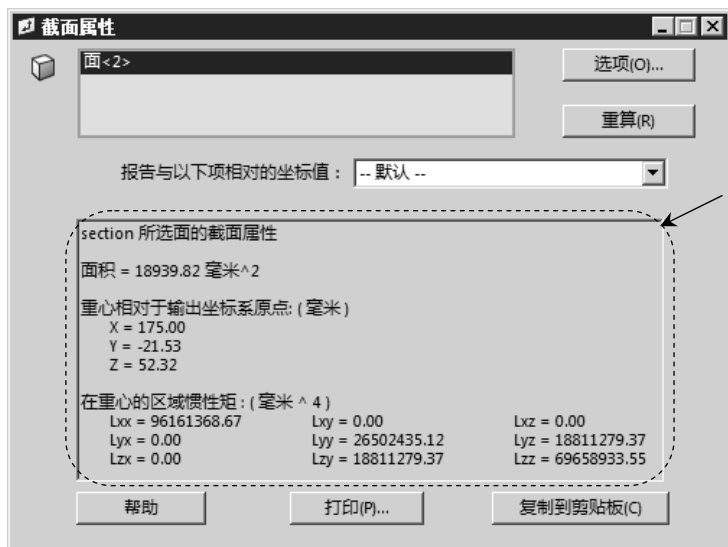 截面属性
面<2>
选项(O)...
重算(R)
报告与以下项相对的坐标值： -- 默认 --
section 所选面的截面属性
面积 = 18939.82 毫米^2
重心相对于输出坐标系原点: ( 毫米 )
X = 175.00
Y = -21.53
Z = 52.32
在重心的区域惯性矩 : ( 毫米 ^ 4 )
Lxx = 96161368.67 Lxy = 0.00 Lxz = 0.00
Lyx = 0.00 Lyy = 26502435.12 Lyz = 18811279.37
Lzx = 0.00 Lzy = 18811279.37 Lzz = 69658933.55
帮助 打印(P)... 复制到剪贴板(C)